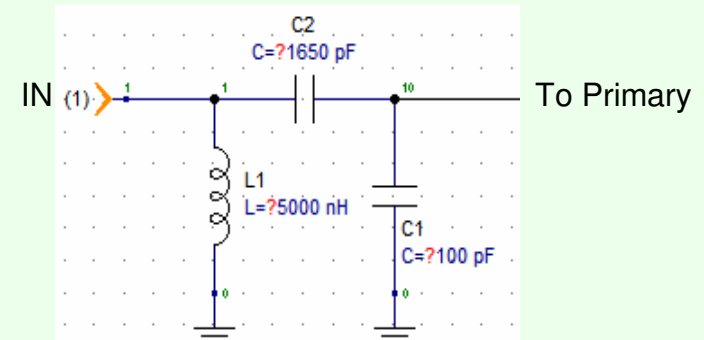 C2
C=?1650 pF
IN (1) 1 1 10 To Primary
L1
L=?5000 nH
C1
C=?100 pF
0 0